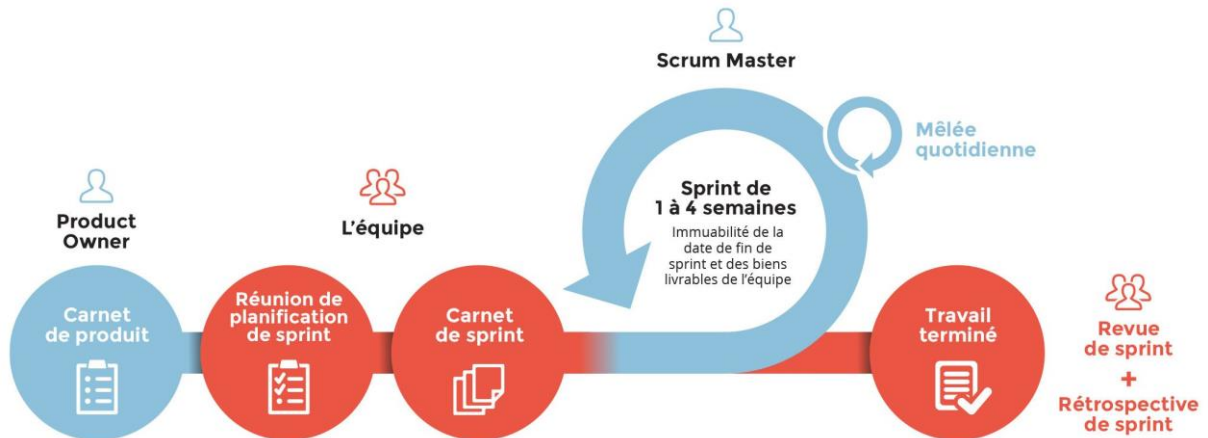 Scrum Master
Mêlée
quotidienne
Product
Owner
L'équipe
Sprint de
1 à 4 semaines
Immuabilité de la
date de fin de
sprint et des biens
livrables de l'équipe
Carnet
de produit
Réunion de
planification
de sprint
Carnet
de sprint
Travail
terminé
Revue
de sprint
+
Rétrospective
de sprint